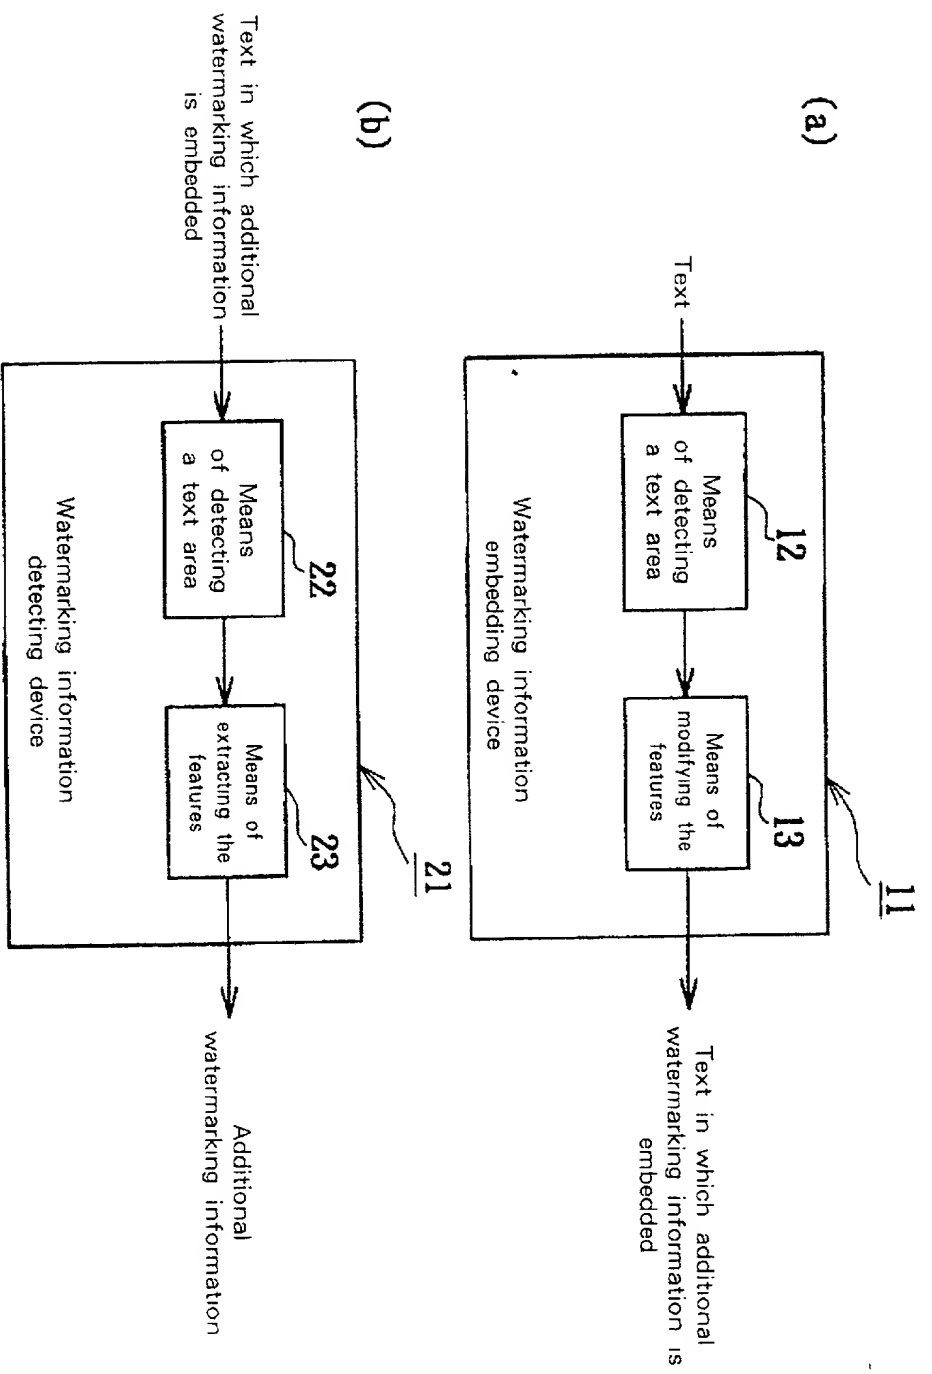 (a)
11
12
13
Text
Means
of detecting
a text area
Means of
modifying the
features
Text in which additional
watermarking information is
embedded
Watermarking information
embedding device
(b)
21
22
23
Text in which additional
watermarking information
is embedded
Means
of detecting
a text area
Means of
extracting the
features
Additional
watermarking information
Watermarking information
detecting device